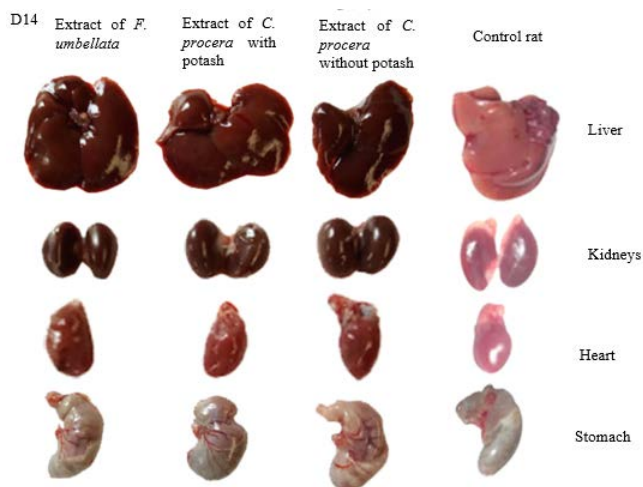 D14
Extract of F.
umbellata
Extract of C.
procera with
potash
Extract of C.
procera
without potash
Control rat
Liver
Kidneys
Heart
Stomach